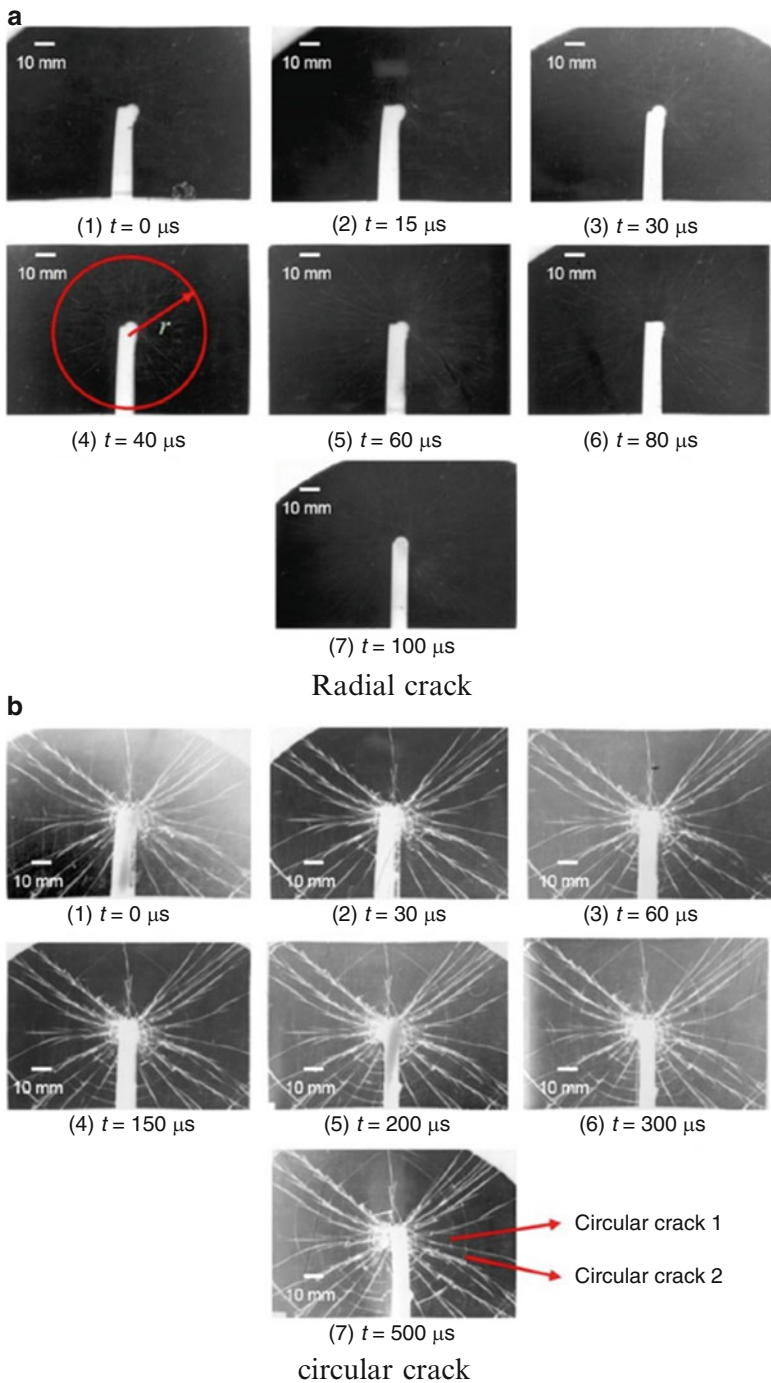 a
10 mm
10 mm
10 mm
(1) t = 0 μs
(2) t = 15 μs
(3) t = 30 μs
10 mm
r
10 mm
10 mm
(4) t = 40 μs
(5) t = 60 μs
(6) t = 80 μs
10 mm
(7) t = 100 μs
Radial crack
b
10 mm
10 mm
10 mm
(1) t = 0 μs
(2) t = 30 μs
(3) t = 60 μs
10 mm
10 mm
10 mm
(4) t = 150 μs
(5) t = 200 μs
(6) t = 300 μs
Circular crack 1
Circular crack 2
10 mm
(7) t = 500 μs
circular crack